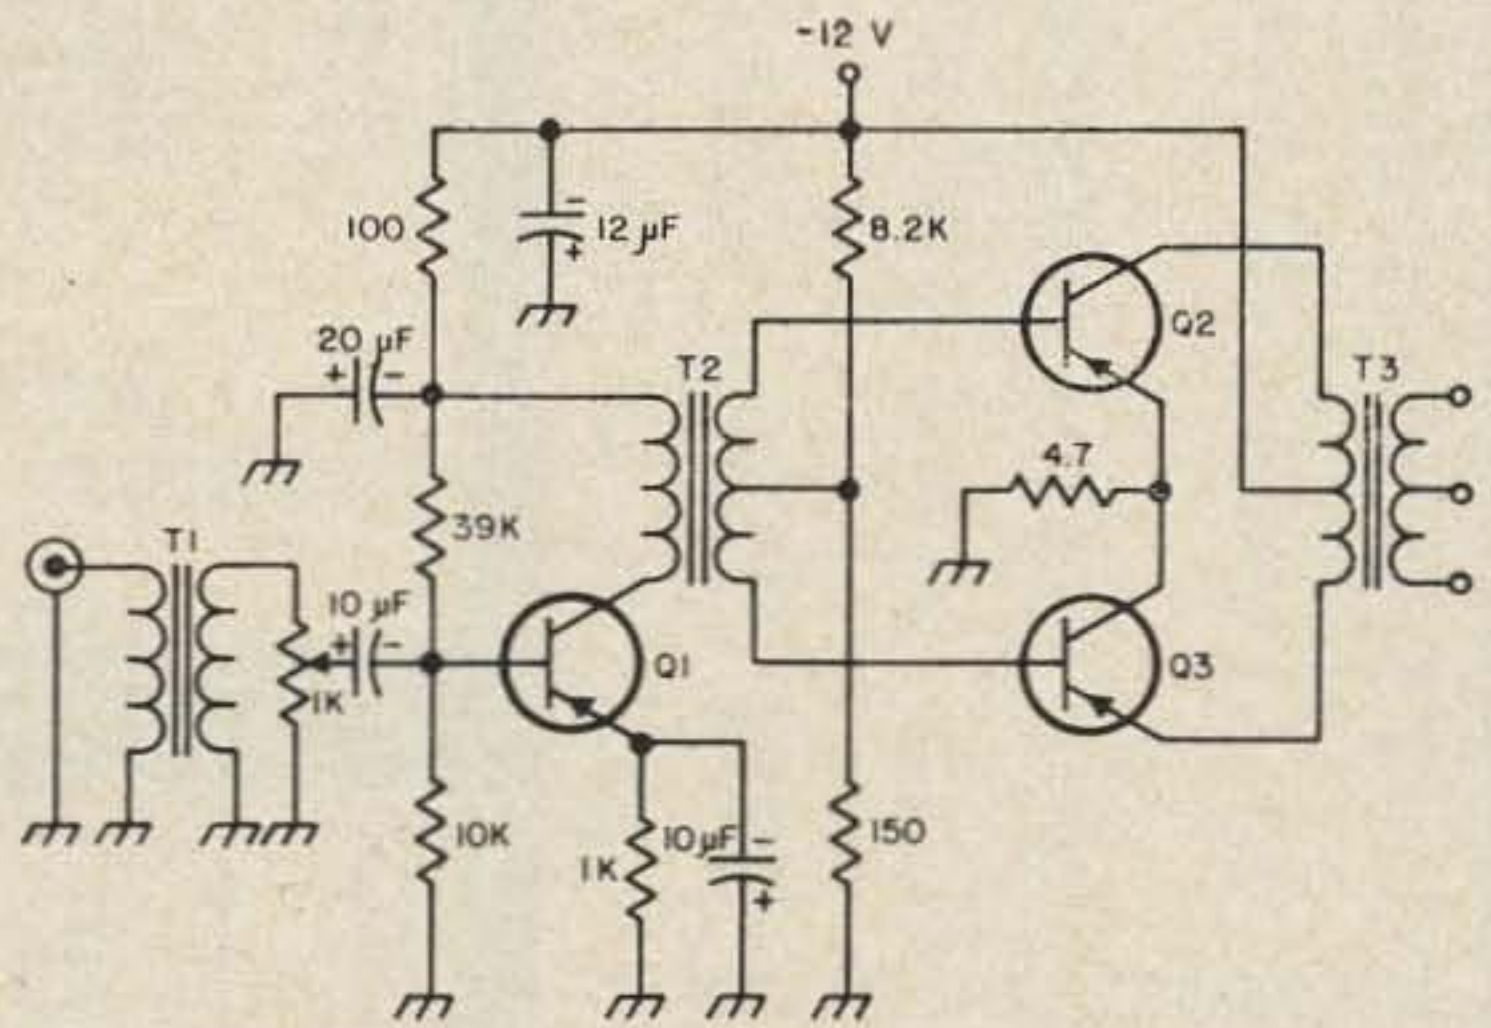 -12 V
100
- 12 µF
+
8.2K
20 µF
+ -
T2
Q2
T3
4.7
39K
T1
10 µF
+ -
1K
Q1
Q3
10K
1K
10µF -
+
150